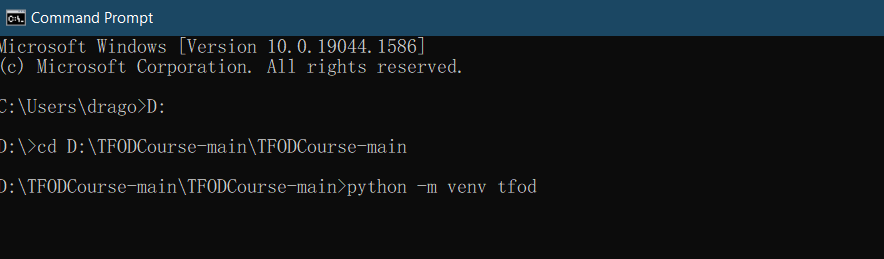 Command Prompt
Microsoft Windows [Version 10.0.19044.1586]
(c) Microsoft Corporation. All rights reserved.
C:\Users\drago>D:
D:\>cd D:\TFODCourse-main\TFODCourse-main
D:\TFODCourse-main\TFODCourse-main>python -m venv tfod